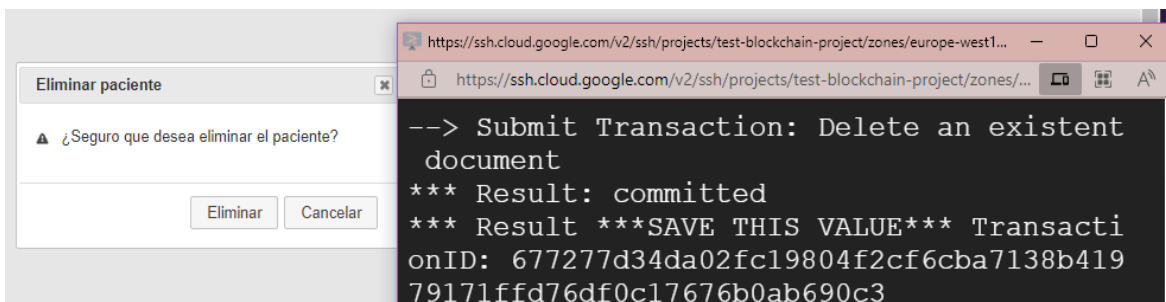 Eliminar paciente
¿Seguro que desea eliminar el paciente?
Eliminar Cancelar
https://ssh.cloud.google.com/v2/ssh/projects/test-blockchain-project/zones/europe-west1...
https://ssh.cloud.google.com/v2/ssh/projects/test-blockchain-project/zones/...
--> Submit Transaction: Delete an existent
document
*** Result: committed
*** Result ***SAVE THIS VALUE*** Transacti
onID: 677277d34da02fc19804f2cf6cba7138b419
79171ffd76df0c17676b0ab690c3